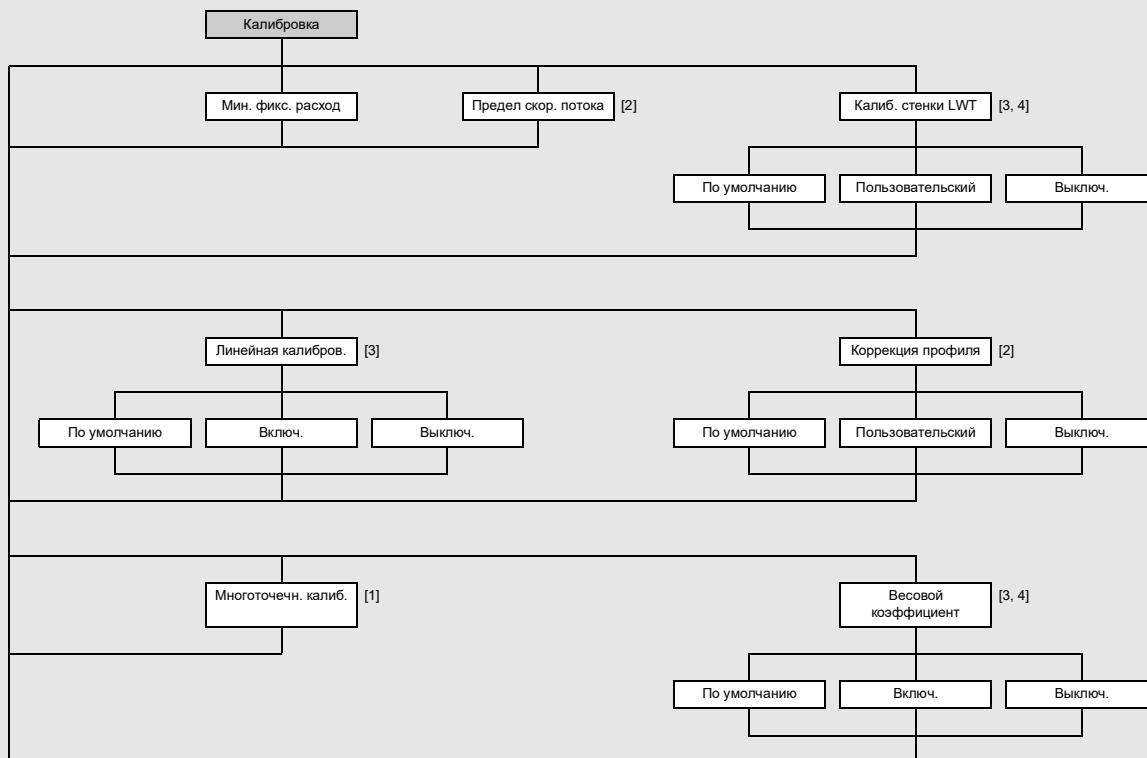 Калибровка
Мин. фикс. расход
Предел скор. потока
[2]
Калиб. стенки LWT
[3, 4]
По умолчанию
Пользовательский
Выключ.
Линейная калибров.
[3]
Коррекция профиля
[2]
По умолчанию
Включ.
Выключ.
По умолчанию
Пользовательский
Выключ.
Многоточечн. калиб.
[1]
Весовой
коэффициент
[3, 4]
По умолчанию
Включ.
Выключ.